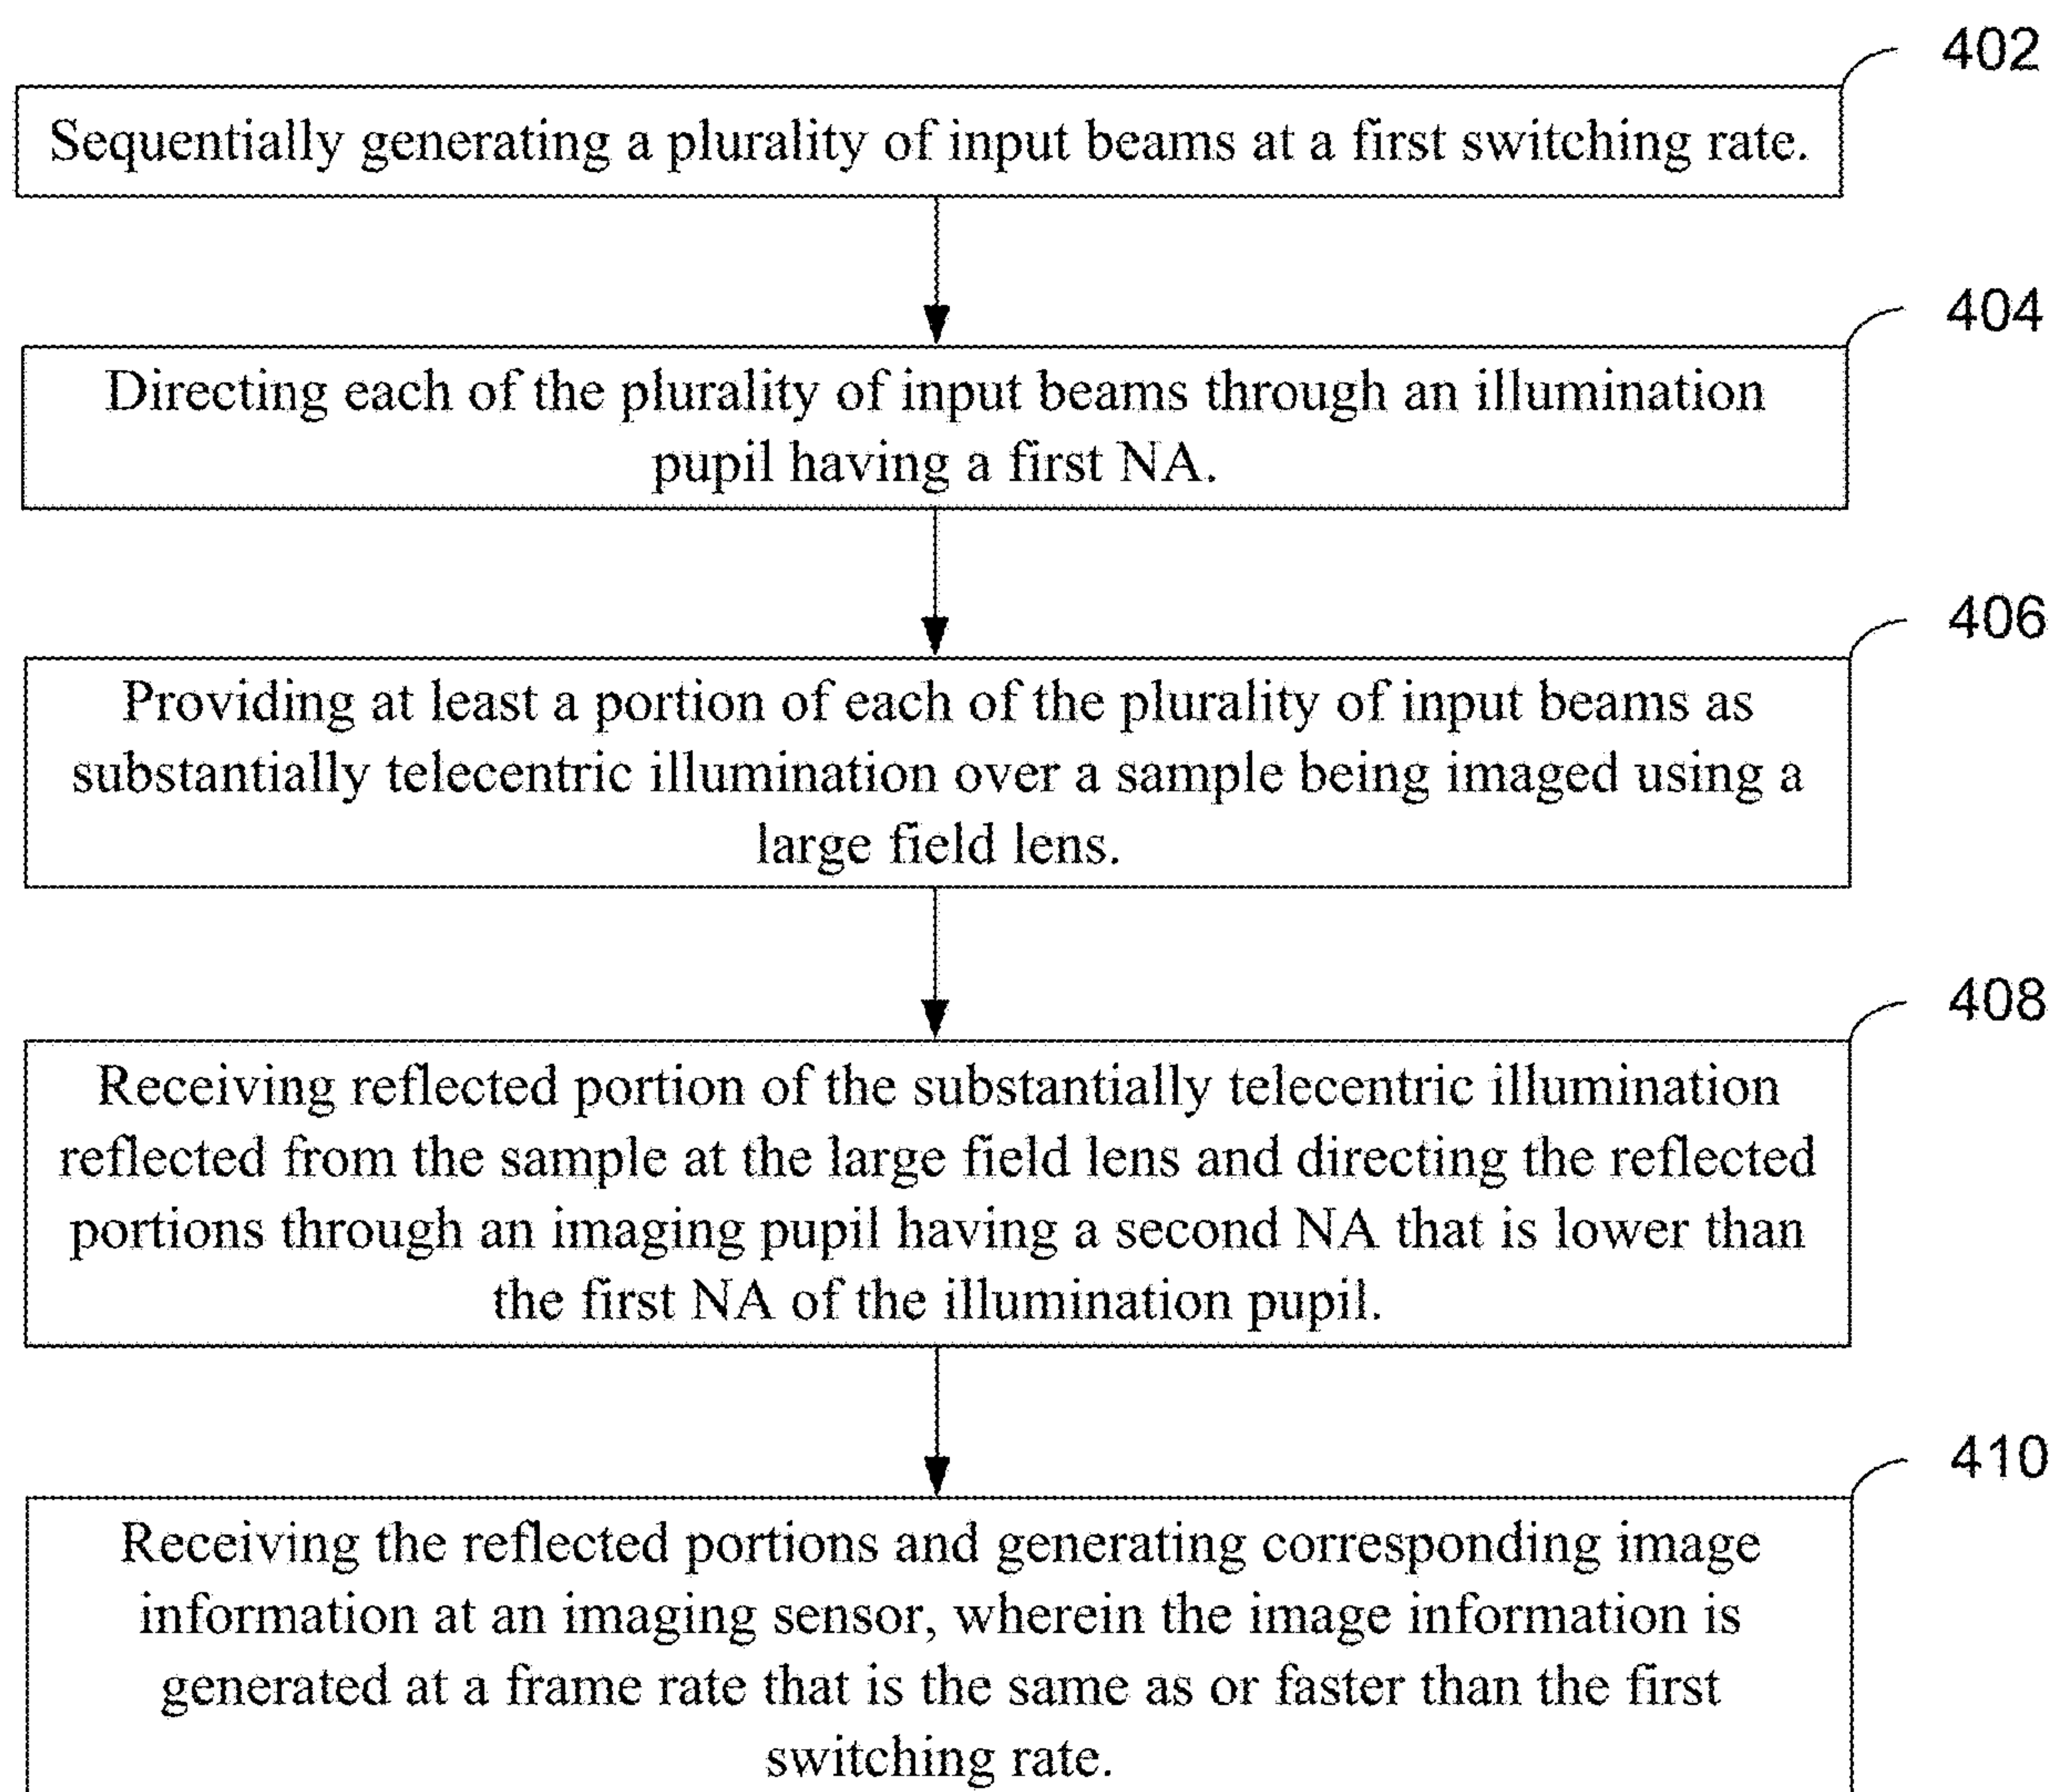 402
Sequentially generating a plurality of input beams at a first switching rate.
404
Directing each of the plurality of input beams through an illumination
pupil having a first NA.
406
Providing at least a portion of each of the plurality of input beams as
substantially telecentric illumination over a sample being imaged using a
large field lens.
408
Receiving reflected portion of the substantially telecentric illumination
reflected from the sample at the large field lens and directing the reflected
portions through an imaging pupil having a second NA that is lower than
the first NA of the illumination pupil.
410
Receiving the reflected portions and generating corresponding image
information at an imaging sensor, wherein the image information is
generated at a frame rate that is the same as or faster than the first
switching rate.